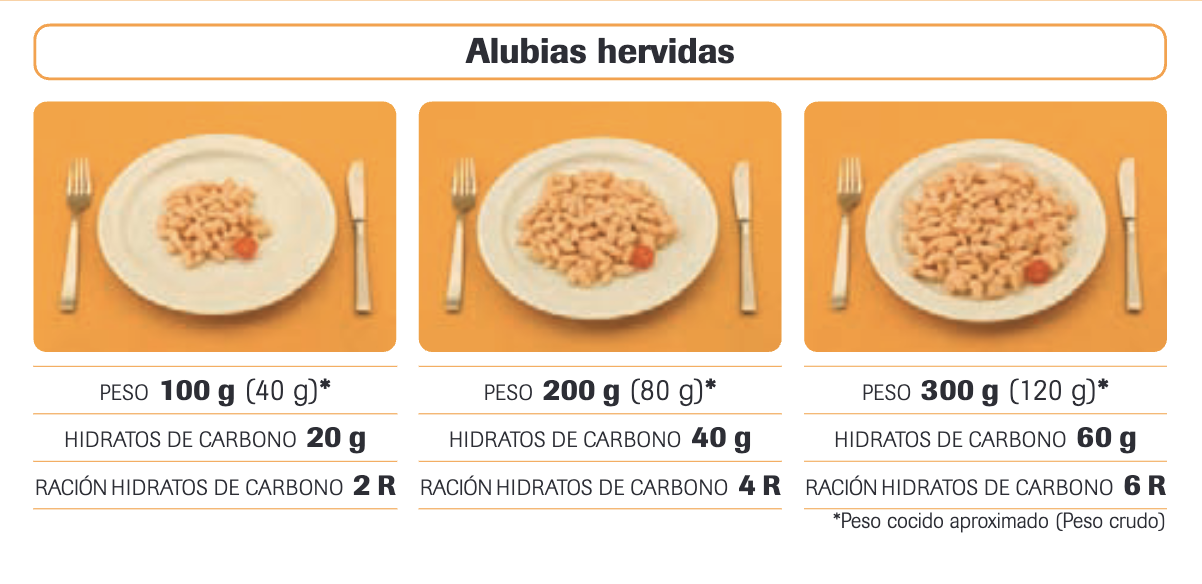 Alubias hervidas
PESO 100 g (40 g)*
HIDRATOS DE CARBONO 20 g
RACIÓN HIDRATOS DE CARBONO 2 R
PESO 200 g (80 g)*
HIDRATOS DE CARBONO 40 g
RACIÓN HIDRATOS DE CARBONO 4 R
PESO 300 g (120 g)*
HIDRATOS DE CARBONO 60 g
RACIÓN HIDRATOS DE CARBONO 6 R
*Peso cocido aproximado (Peso crudo)